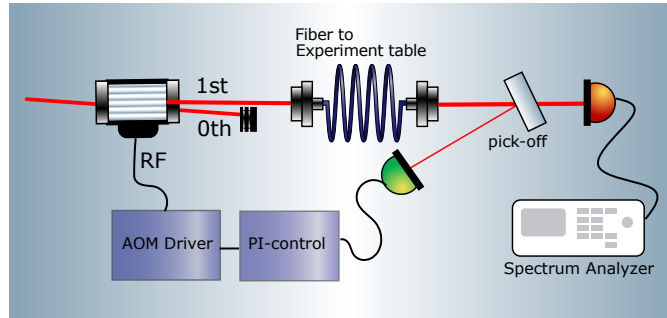 Fiber to
Experiment table
1st
0th
RF
pick-off
AOM Driver
PI-control
Spectrum Analyzer